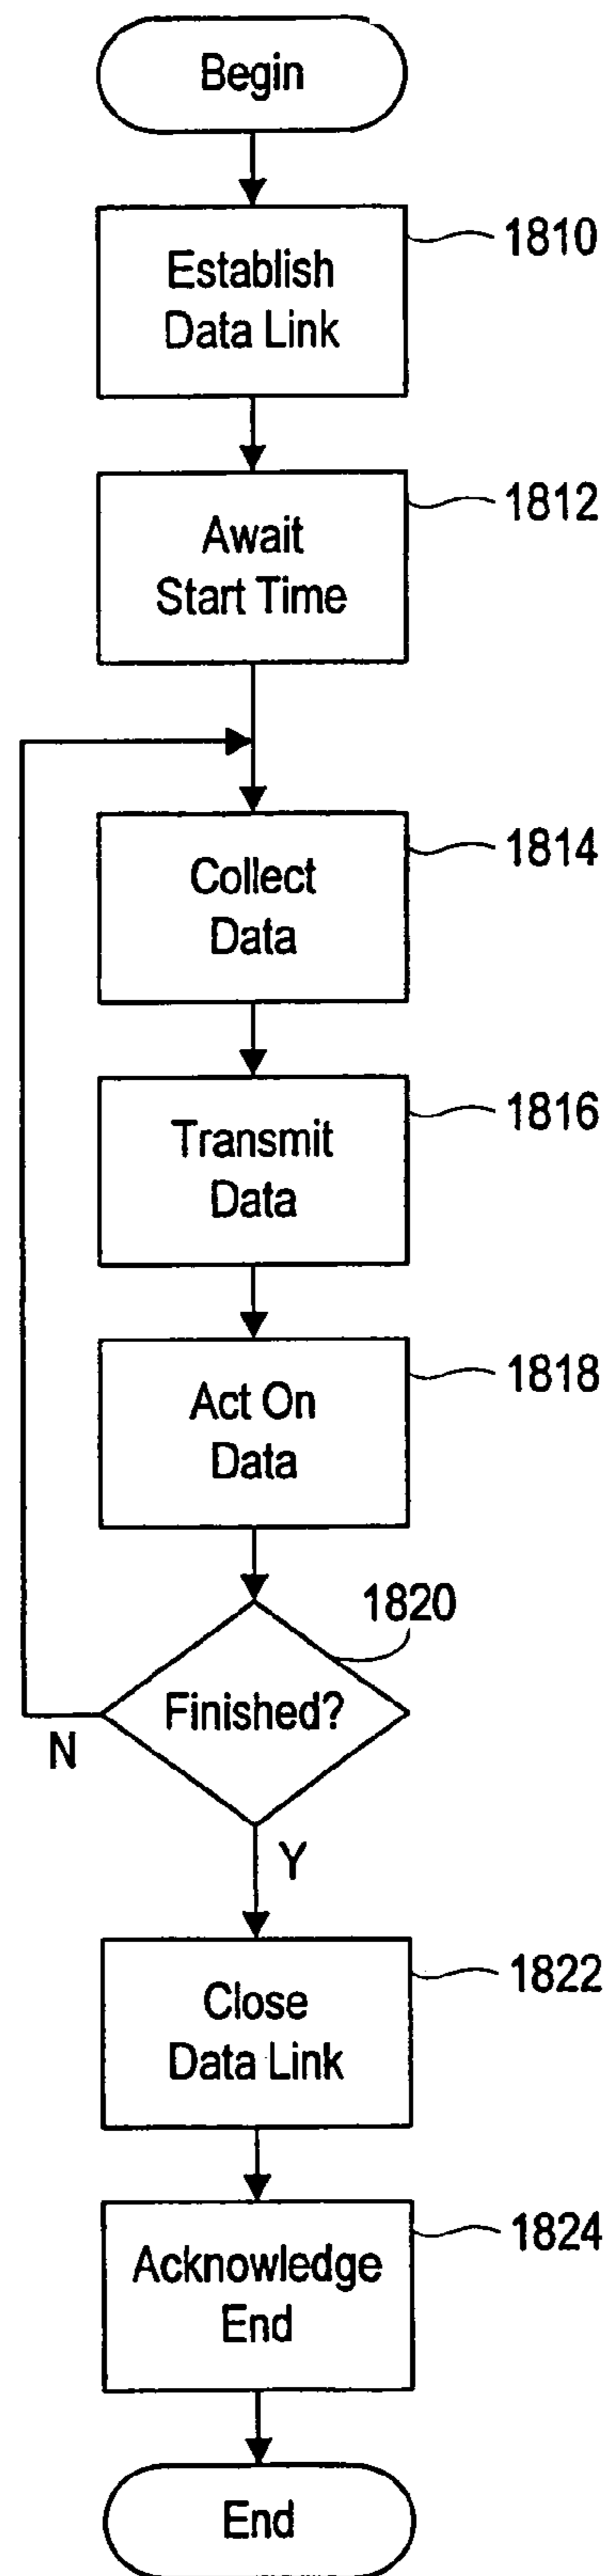 Begin
1810
Establish
Data Link
1812
Await
Start Time
1814
Collect
Data
1816
Transmit
Data
1818
Act On
Data
1820
Finished?
N
Y
1822
Close
Data Link
1824
Acknowledge
End
End